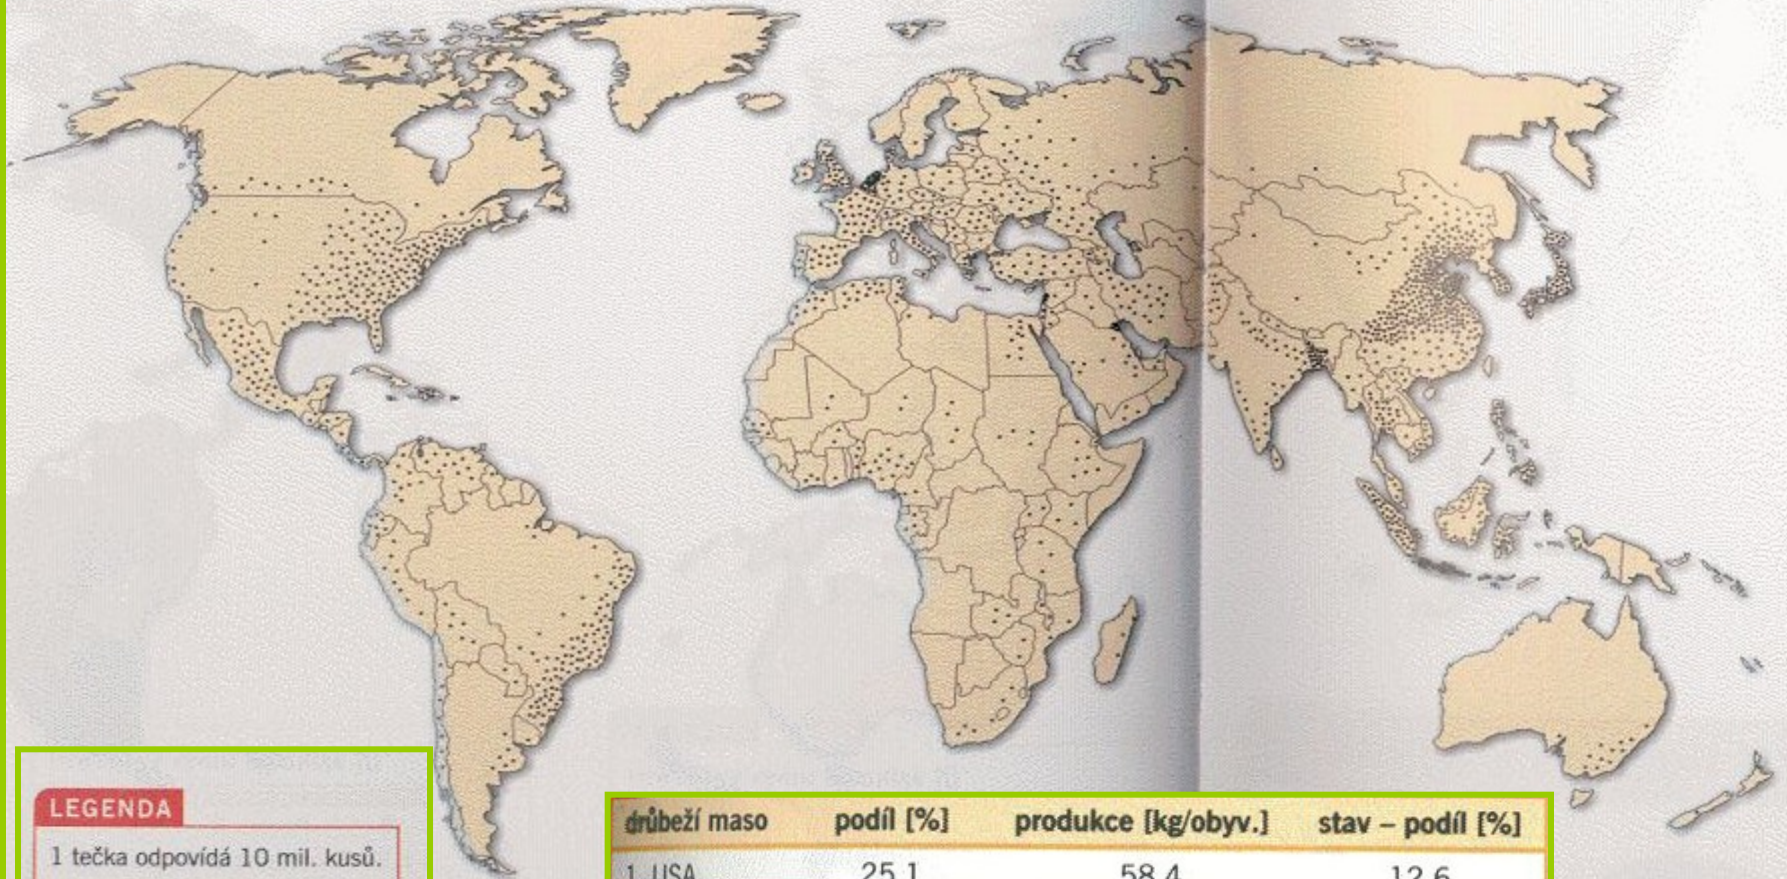 LEGENDA
1 tečka odpovídá 10 mil. kusů.
drůbeží maso podíl [%] produkce [kg/obyv.] stav – podíl [%]
1. USA 25,1 58,4 12,6